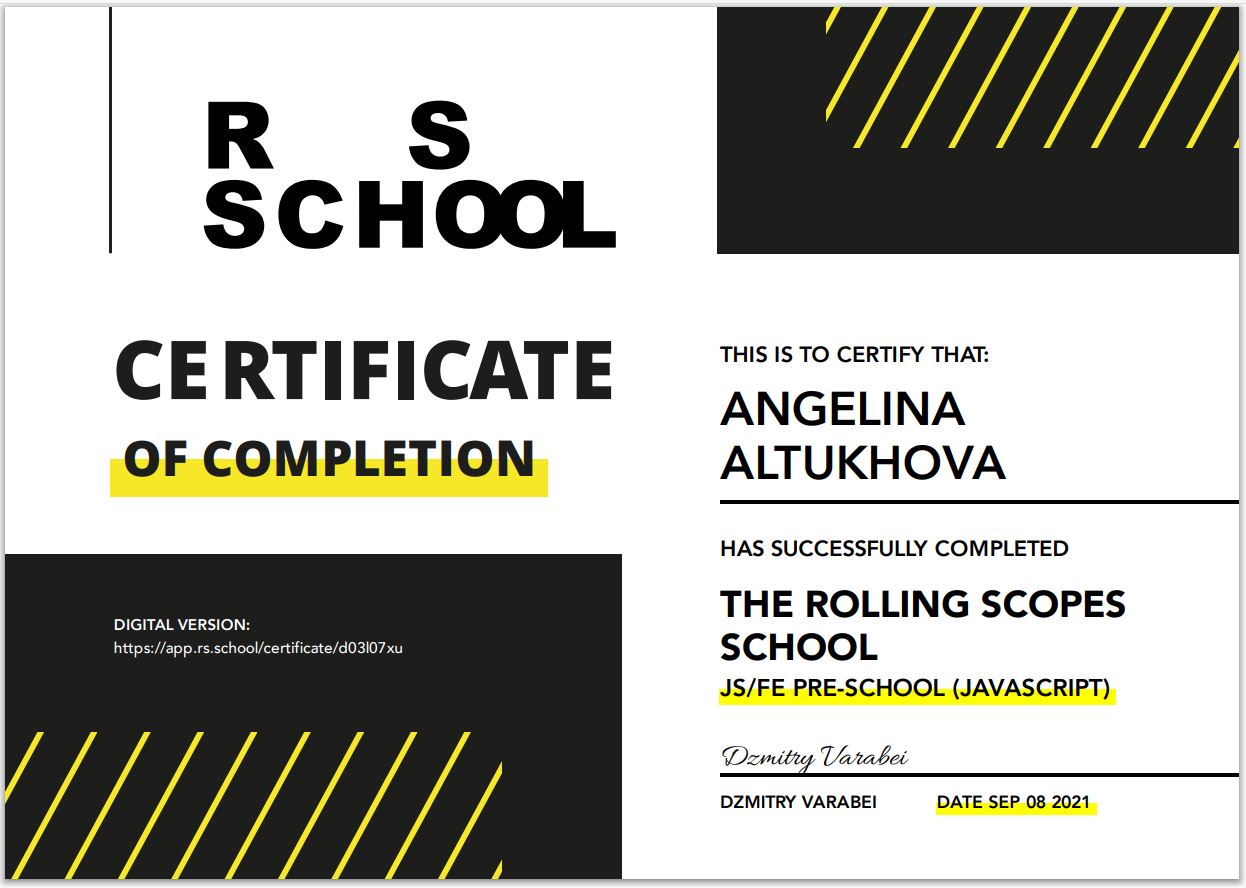 R S
SCHOOL
CERTIFICATE
OF COMPLETION
DIGITAL VERSION:
https://app.rs.school/certificate/d03l07xu
THIS IS TO CERTIFY THAT:
ANGELINA
ALTUKHOVA
HAS SUCCESSFULLY COMPLETED
THE ROLLING SCOPES
SCHOOL
JS/FE PRE-SCHOOL (JAVASCRIPT)
Dzmitry Varabei
DZMITRY VARABEI DATE SEP 08 2021